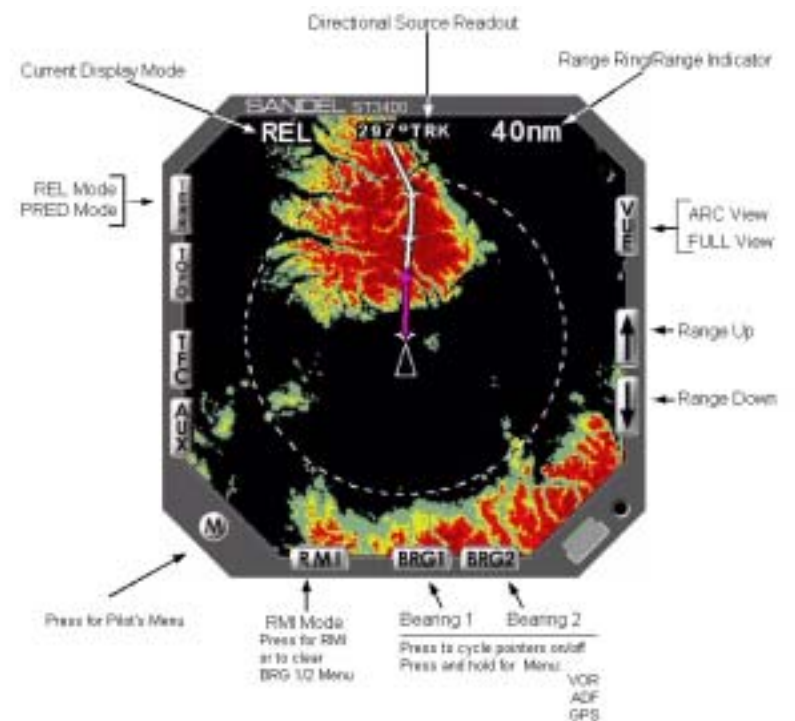 Directional Source Readout
Current Display Mode
Range Ring/Range Indicator
SANDEL ST3400
REL 297°TRK 40nm
REL Mode
PRED Mode
TERR
VUE
ARC View
FULL View
TOPO
Range Up
TFC
Range Down
AUX
M
RMI BRG1 BRG2
Press for Pilot's Menu
RMI Mode
Press for RMI
or to clear
BRG 1/2 Menu
Bearing 1 Bearing 2
Press to cycle pointers on/off
Press and hold for Menu:
VOR
ADF
GPS